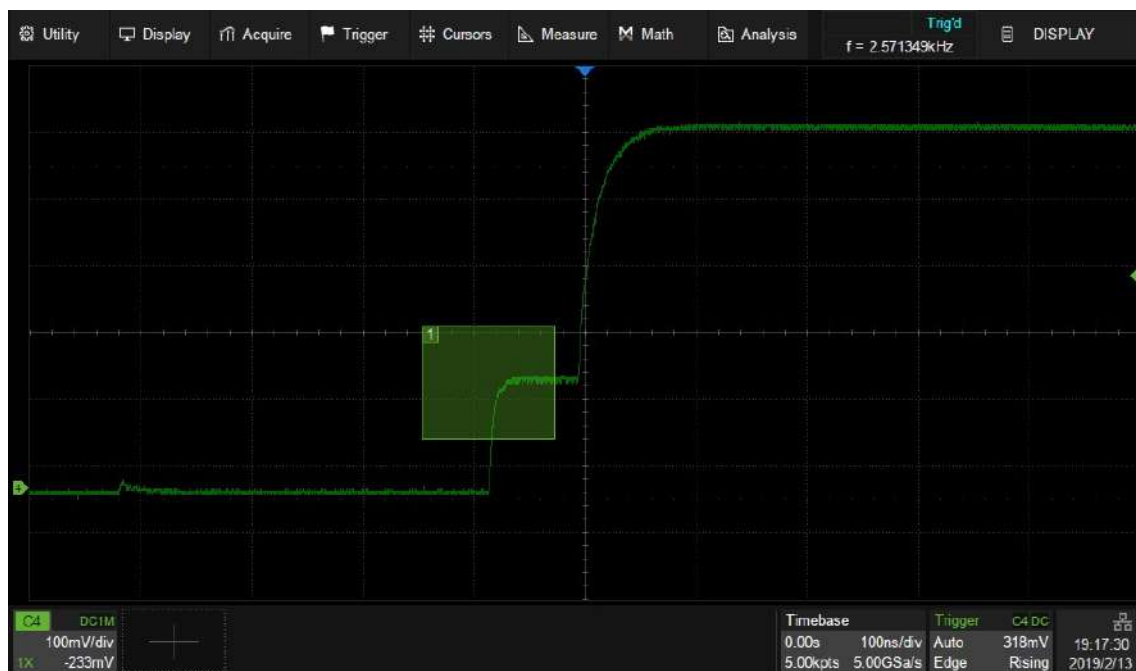 Utility Display Acquire Trigger Cursors Measure Math Analysis Trig'd DISPLAY
f = 2.571349kHz
1
C4 DC1M Timebase Trigger C4 DC
100mV/div 0.00s 100ns/div Auto 318mV 19:17:30
1X -233mV 5.00kpts 5.00GSa/s Edge Rising 2019/2/13